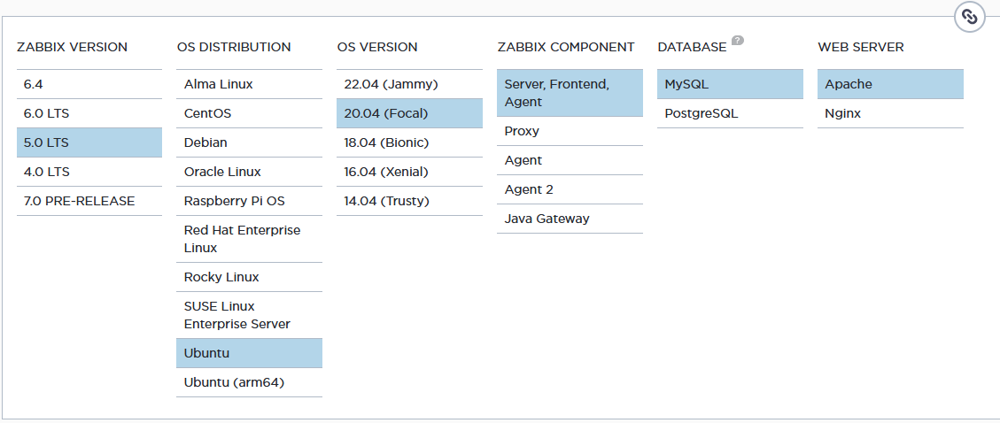 ZABBIX VERSION
6.4
6.0 LTS
5.0 LTS
4.0 LTS
7.0 PRE-RELEASE
OS DISTRIBUTION
Alma Linux
CentOS
Debian
Oracle Linux
Raspberry Pi OS
Red Hat Enterprise
Linux
Rocky Linux
SUSE Linux
Enterprise Server
Ubuntu
Ubuntu (arm64)
OS VERSION
22.04 (Jammy)
20.04 (Focal)
18.04 (Bionic)
16.04 (Xenial)
14.04 (Trusty)
ZABBIX COMPONENT
Server, Frontend,
Agent
Proxy
Agent
Agent 2
Java Gateway
DATABASE ?
MySQL
PostgreSQL
WEB SERVER
Apache
Nginx